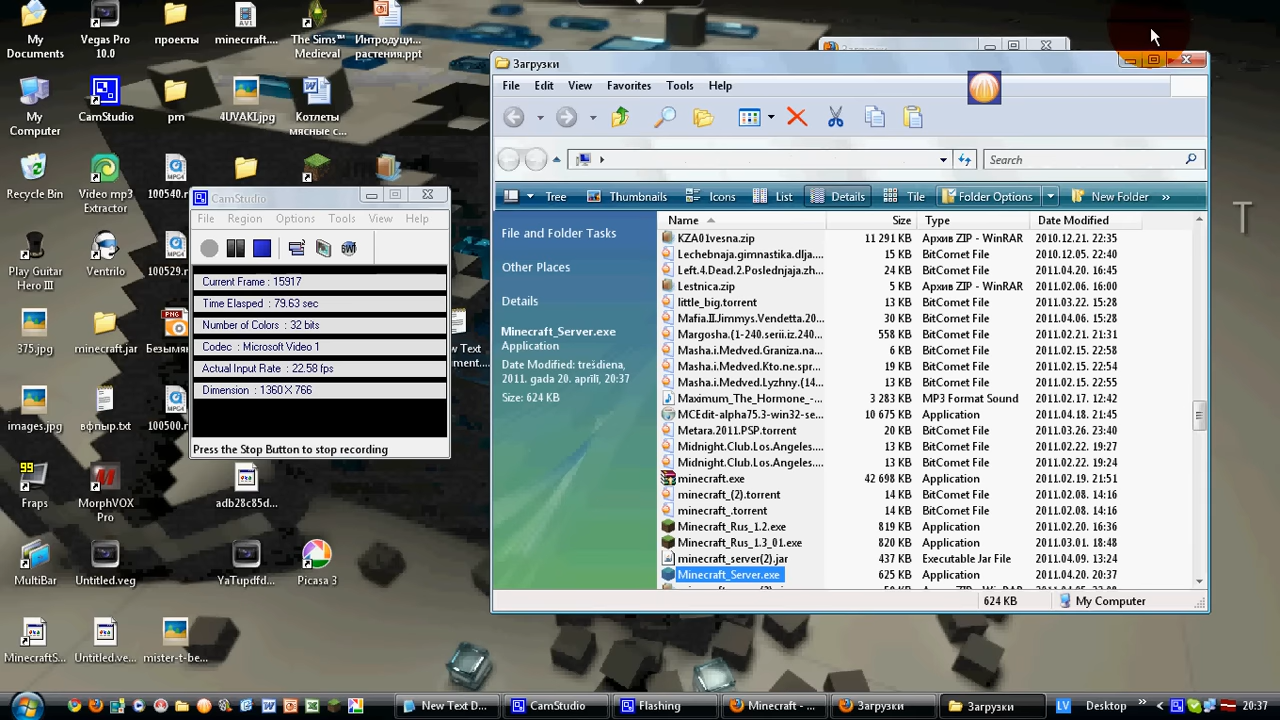 My Documents
Vegas Pro 10.0
проекты
minecrraft....
The Sims™ Medieval
Интродуци... растения.ppt
My Computer
CamStudio
pm
4UVAKI.jpg
Котлеты мясные с...
Recycle Bin
Video mp3 Extractor
100540.m...
Play Guitar Hero III
Ventrilo
100529.m...
375.jpg
minecraft.jar
Безымян
ew Text
ment....
images.jpg
вфпыр.txt
100500.m...
Fraps
MorphVOX Pro
adb28c85d...
MultiBar
Untitled.veg
YaTupdfd...
Picasa 3
MinecraftS...
Untitled.ve...
mister-t-be...
CamStudio
File Region Options Tools View Help
Current Frame : 15917
Time Elasped : 79.63 sec
Number of Colors : 32 bits
Codec : Microsoft Video 1
Actual Input Rate : 22.58 fps
Dimension : 1360 X 766
Press the Stop Button to stop recording
Загрузки
Загрузки
File Edit View Favorites Tools Help
Search
Tree Thumbnails Icons List Details Tile Folder Options New Folder »
File and Folder Tasks
Other Places
Details
Minecraft_Server.exe
Application
Date Modified: trešdiena, 2011. gada 20. aprīlī, 20:37
Size: 624 KB
Name Size Type Date Modified
KZA01vesna.zip 11 291 KB Архив ZIP - WinRAR 2010.12.21. 22:35
Lechebnaja.gimnastika.dlja.... 15 KB BitComet File 2010.12.05. 22:40
Left.4.Dead.2.Poslednjaja.zh... 24 KB BitComet File 2011.04.20. 16:45
Lestnica.zip 5 KB Архив ZIP - WinRAR 2011.02.06. 16:00
little_big.torrent 13 KB BitComet File 2011.03.22. 15:28
Mafia.II.Jimmys.Vendetta.20... 30 KB BitComet File 2011.04.06. 15:28
Margosha.(1-240.serii.iz.240... 558 KB BitComet File 2011.02.21. 21:31
Masha.i.Medved.Graniza.na... 6 KB BitComet File 2011.02.15. 22:58
Masha.i.Medved.Kto.ne.spr... 19 KB BitComet File 2011.02.15. 22:54
Masha.i.Medved.Lyzhny.(14... 13 KB BitComet File 2011.02.15. 22:55
Maximum_The_Hormone_-... 3 283 KB MP3 Format Sound 2011.02.17. 12:42
MCEdit-alpha75.3-win32-se... 10 675 KB Application 2011.04.18. 21:45
Metara.2011.PSP.torrent 20 KB BitComet File 2011.03.26. 23:40
Midnight.Club.Los.Angeles.... 13 KB BitComet File 2011.02.22. 19:27
Midnight.Club.Los.Angeles.... 13 KB BitComet File 2011.02.22. 19:24
minecraft.exe 42 698 KB Application 2011.02.19. 21:51
minecraft_(2).torrent 14 KB BitComet File 2011.02.08. 14:16
minecraft_.torrent 14 KB BitComet File 2011.02.08. 14:16
Minecraft_Rus_1.2.exe 819 KB Application 2011.02.20. 16:36
Minecraft_Rus_1.3_01.exe 820 KB Application 2011.03.01. 18:48
minecraft_server(2).jar 437 KB Executable Jar File 2011.04.09. 13:24
Minecraft_Server.exe 625 KB Application 2011.04.20. 20:37
624 KB My Computer
T
New Text D... CamStudio Flashing Minecraft - ... Загрузки Загрузки LV Desktop » 20:37